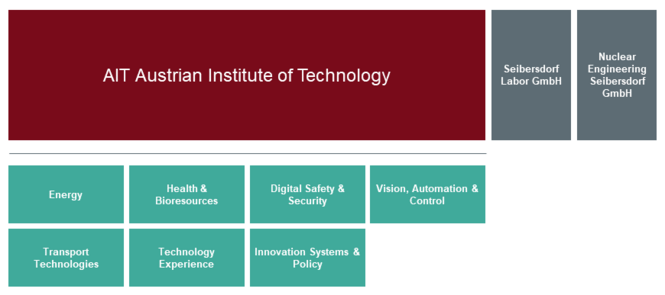 AIT Austrian Institute of Technology
Seibersdorf
Labor GmbH
Nuclear
Engineering
Seibersdorf
GmbH
Energy
Health &
Bioresources
Digital Safety &
Security
Vision, Automation &
Control
Transport
Technologies
Technology
Experience
Innovation Systems &
Policy